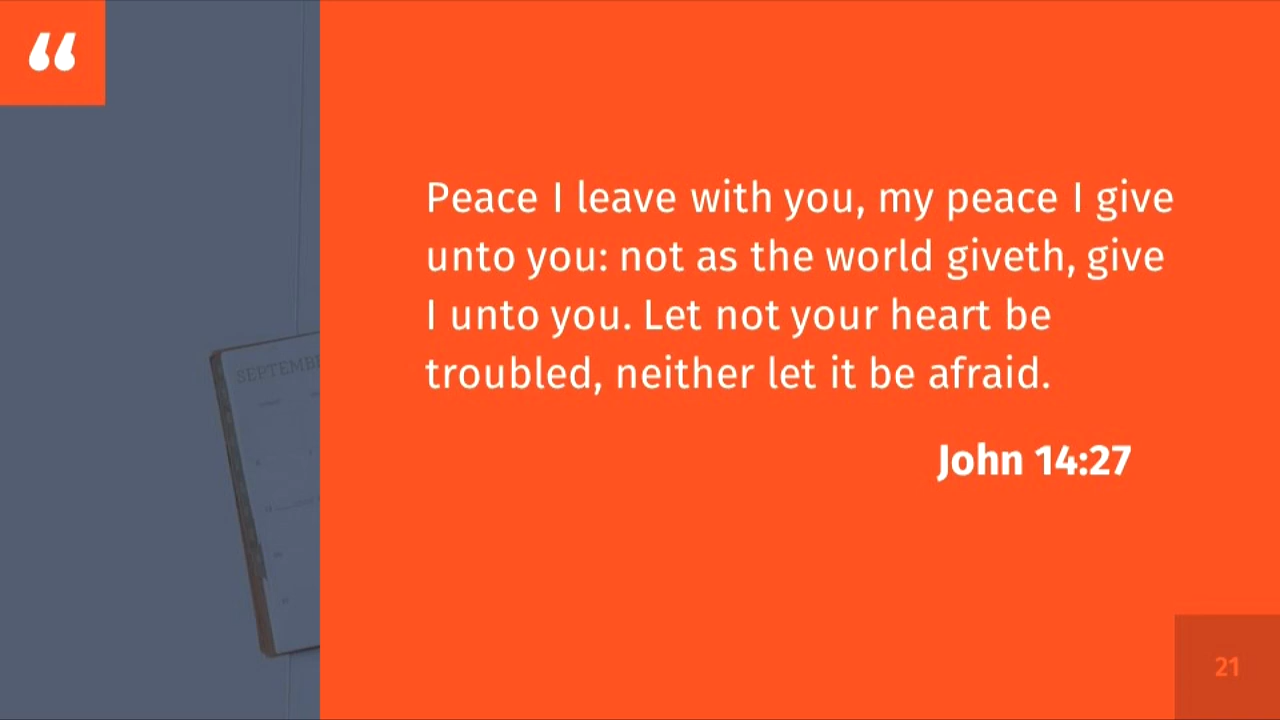 “
Peace I leave with you, my peace I give
unto you: not as the world giveth, give
I unto you. Let not your heart be
troubled, neither let it be afraid.
John 14:27
SEPTEMBE
21